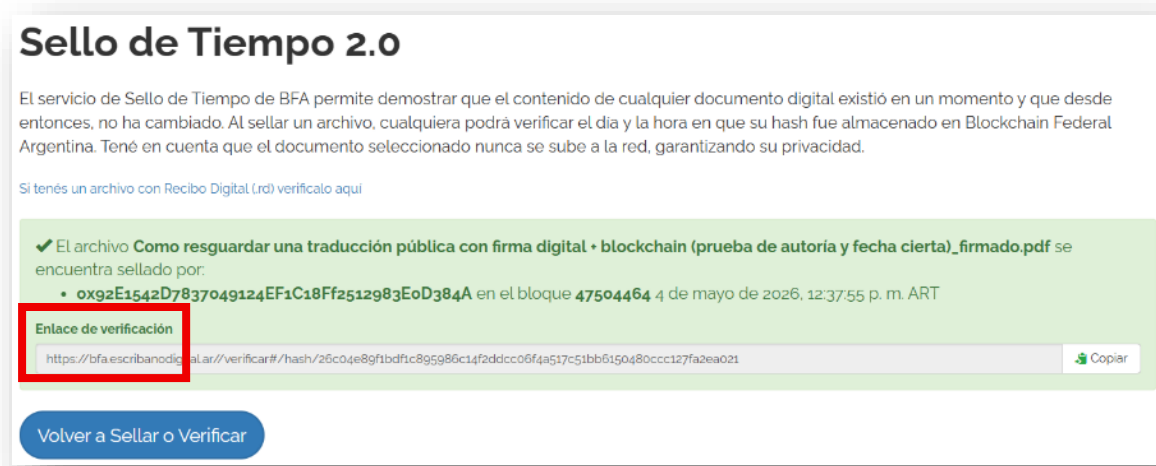 Sello de Tiempo 2.0
El servicio de Sello de Tiempo de BFA permite demostrar que el contenido de cualquier documento digital existió en un momento y que desde
entonces, no ha cambiado. Al sellar un archivo, cualquiera podrá verificar el día y la hora en que su hash fue almacenado en Blockchain Federal
Argentina. Tené en cuenta que el documento seleccionado nunca se sube a la red, garantizando su privacidad.
Si tenés un archivo con Recibo Digital (.rd) verificalo aquí
✔ El archivo Como resguardar una traducción pública con firma digital + blockchain (prueba de autoría y fecha cierta)_firmado.pdf se
encuentra sellado por:
• 0x92E1542D7837049124EF1C18Ff2512983E0D384A en el bloque 47504464 4 de mayo de 2026, 12:37:55 p. m. ART
Enlace de verificación
https://bfa.escribanodigital.ar//verificar#/hash/26c04e89f1bdf1c895986c14f2ddcc06f4a517c51bb6150480ccc127fa2ea021
Copiar
Volver a Sellar o Verificar